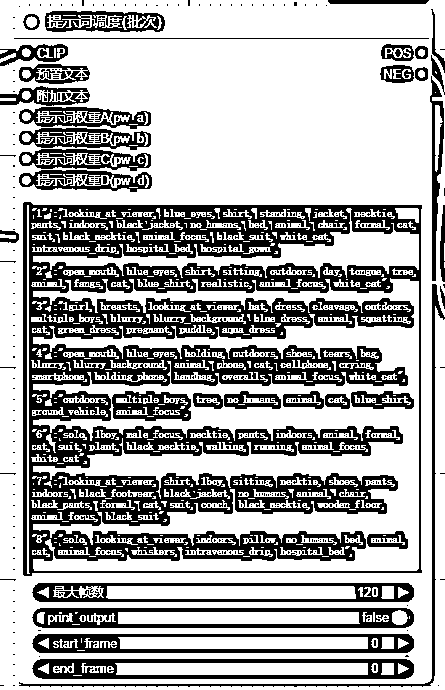 提示词调度(批次)
CLIP
POS
预置文本
NEG
附加文本
提示词权重A(pw_a)
提示词权重B(pw_b)
提示词权重C(pw_c)
提示词权重D(pw_d)
"1" :"looking_at_viewer, blue_eyes, shirt, standing, jacket, necktie,
pants, indoors, black_jacket, no_humans, bed, animal, chair, formal, cat,
suit, black_necktie, animal_focus, black_suit, white_cat,
intravenous_drip, hospital_bed, hospital_gown",
"2" :"open_mouth, blue_eyes, shirt, sitting, outdoors, day, tongue, tree,
animal, fangs, cat, blue_shirt, realistic, animal_focus, white_cat",
"3" :"1girl, breasts, looking_at_viewer, hat, dress, cleavage, outdoors,
multiple_boys, blurry, blurry_background, blue_dress, animal, squatting,
cat, green_dress, pregnant, puddle, aqua_dress",
"4" :"open_mouth, blue_eyes, holding, outdoors, shoes, tears, bag,
blurry, blurry_background, animal, phone, cat, cellphone, crying,
smartphone, holding_phone, handbag, overalls, animal_focus, white_cat",
"5" :"outdoors, multiple_boys, tree, no_humans, animal, cat, blue_shirt,
ground_vehicle, animal_focus",
"6" :"solo, 1boy, male_focus, necktie, pants, indoors, animal, formal,
cat, suit, plant, black_necktie, walking, running, animal_focus,
white_cat",
"7" :"looking_at_viewer, shirt, 1boy, sitting, necktie, shoes, pants,
indoors, black_footwear, black_jacket, no_humans, animal, chair,
black_pants, formal, cat, suit, couch, black_necktie, wooden_floor,
animal_focus, black_suit",
"8" :"solo, looking_at_viewer, indoors, pillow, no_humans, bed, animal,
cat, animal_focus, whiskers, intravenous_drip, hospital_bed",
最大帧数 120
print_output false
start_frame 0
end_frame 0